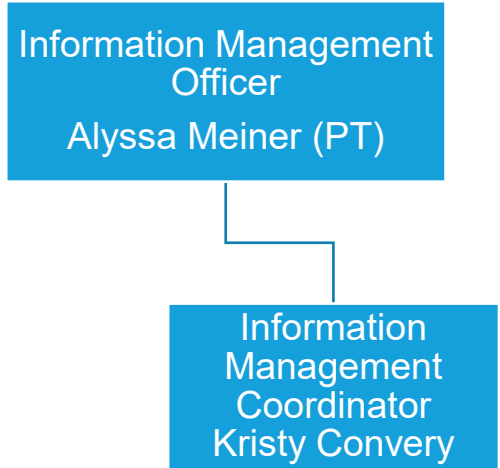 Information Management
Officer
Alyssa Meiner (PT)
Information
Management
Coordinator
Kristy Convery